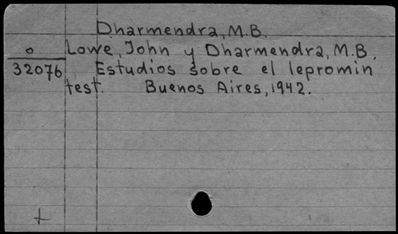 Dharmendra, M.B.
o Lowe, John y Dharmendra, M.B.
32076 Estudios sobre el lepromin
test. Buenos Aires, 1942.